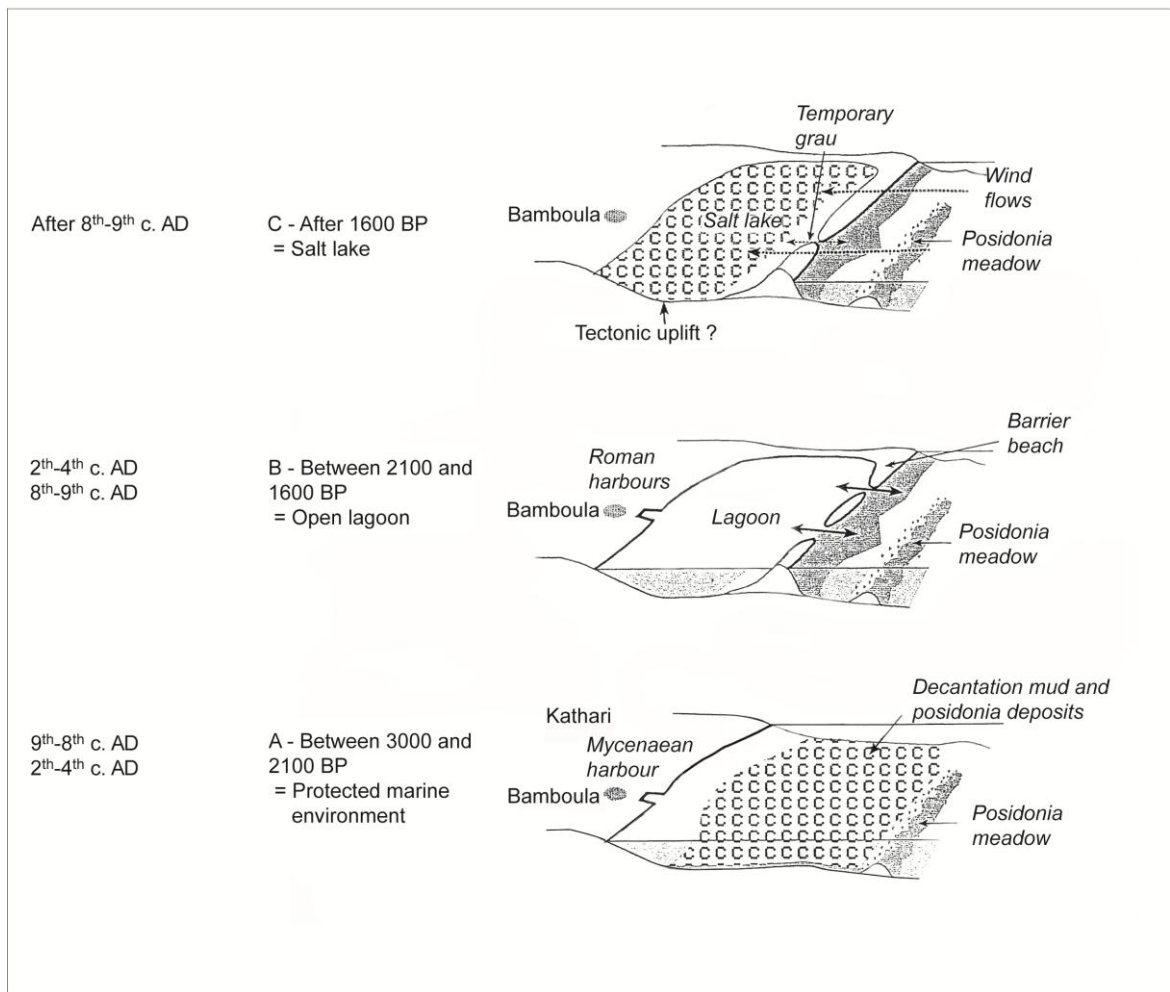 Temporary
grau
Wind
flows
After 8th-9th c. AD
C - After 1600 BP
= Salt lake
Bamboula
Salt lake
Posidonia
meadow
Tectonic uplift ?
Barrier
beach
2th-4th c. AD
8th-9th c. AD
B - Between 2100 and
1600 BP
= Open lagoon
Roman
harbours
Bamboula
Lagoon
Posidonia
meadow
Decantation mud and
posidonia deposits
9th-8th c. AD
2th-4th c. AD
A - Between 3000 and
2100 BP
= Protected marine
environment
Kathari
Mycenaean
harbour
Bamboula
Posidonia
meadow